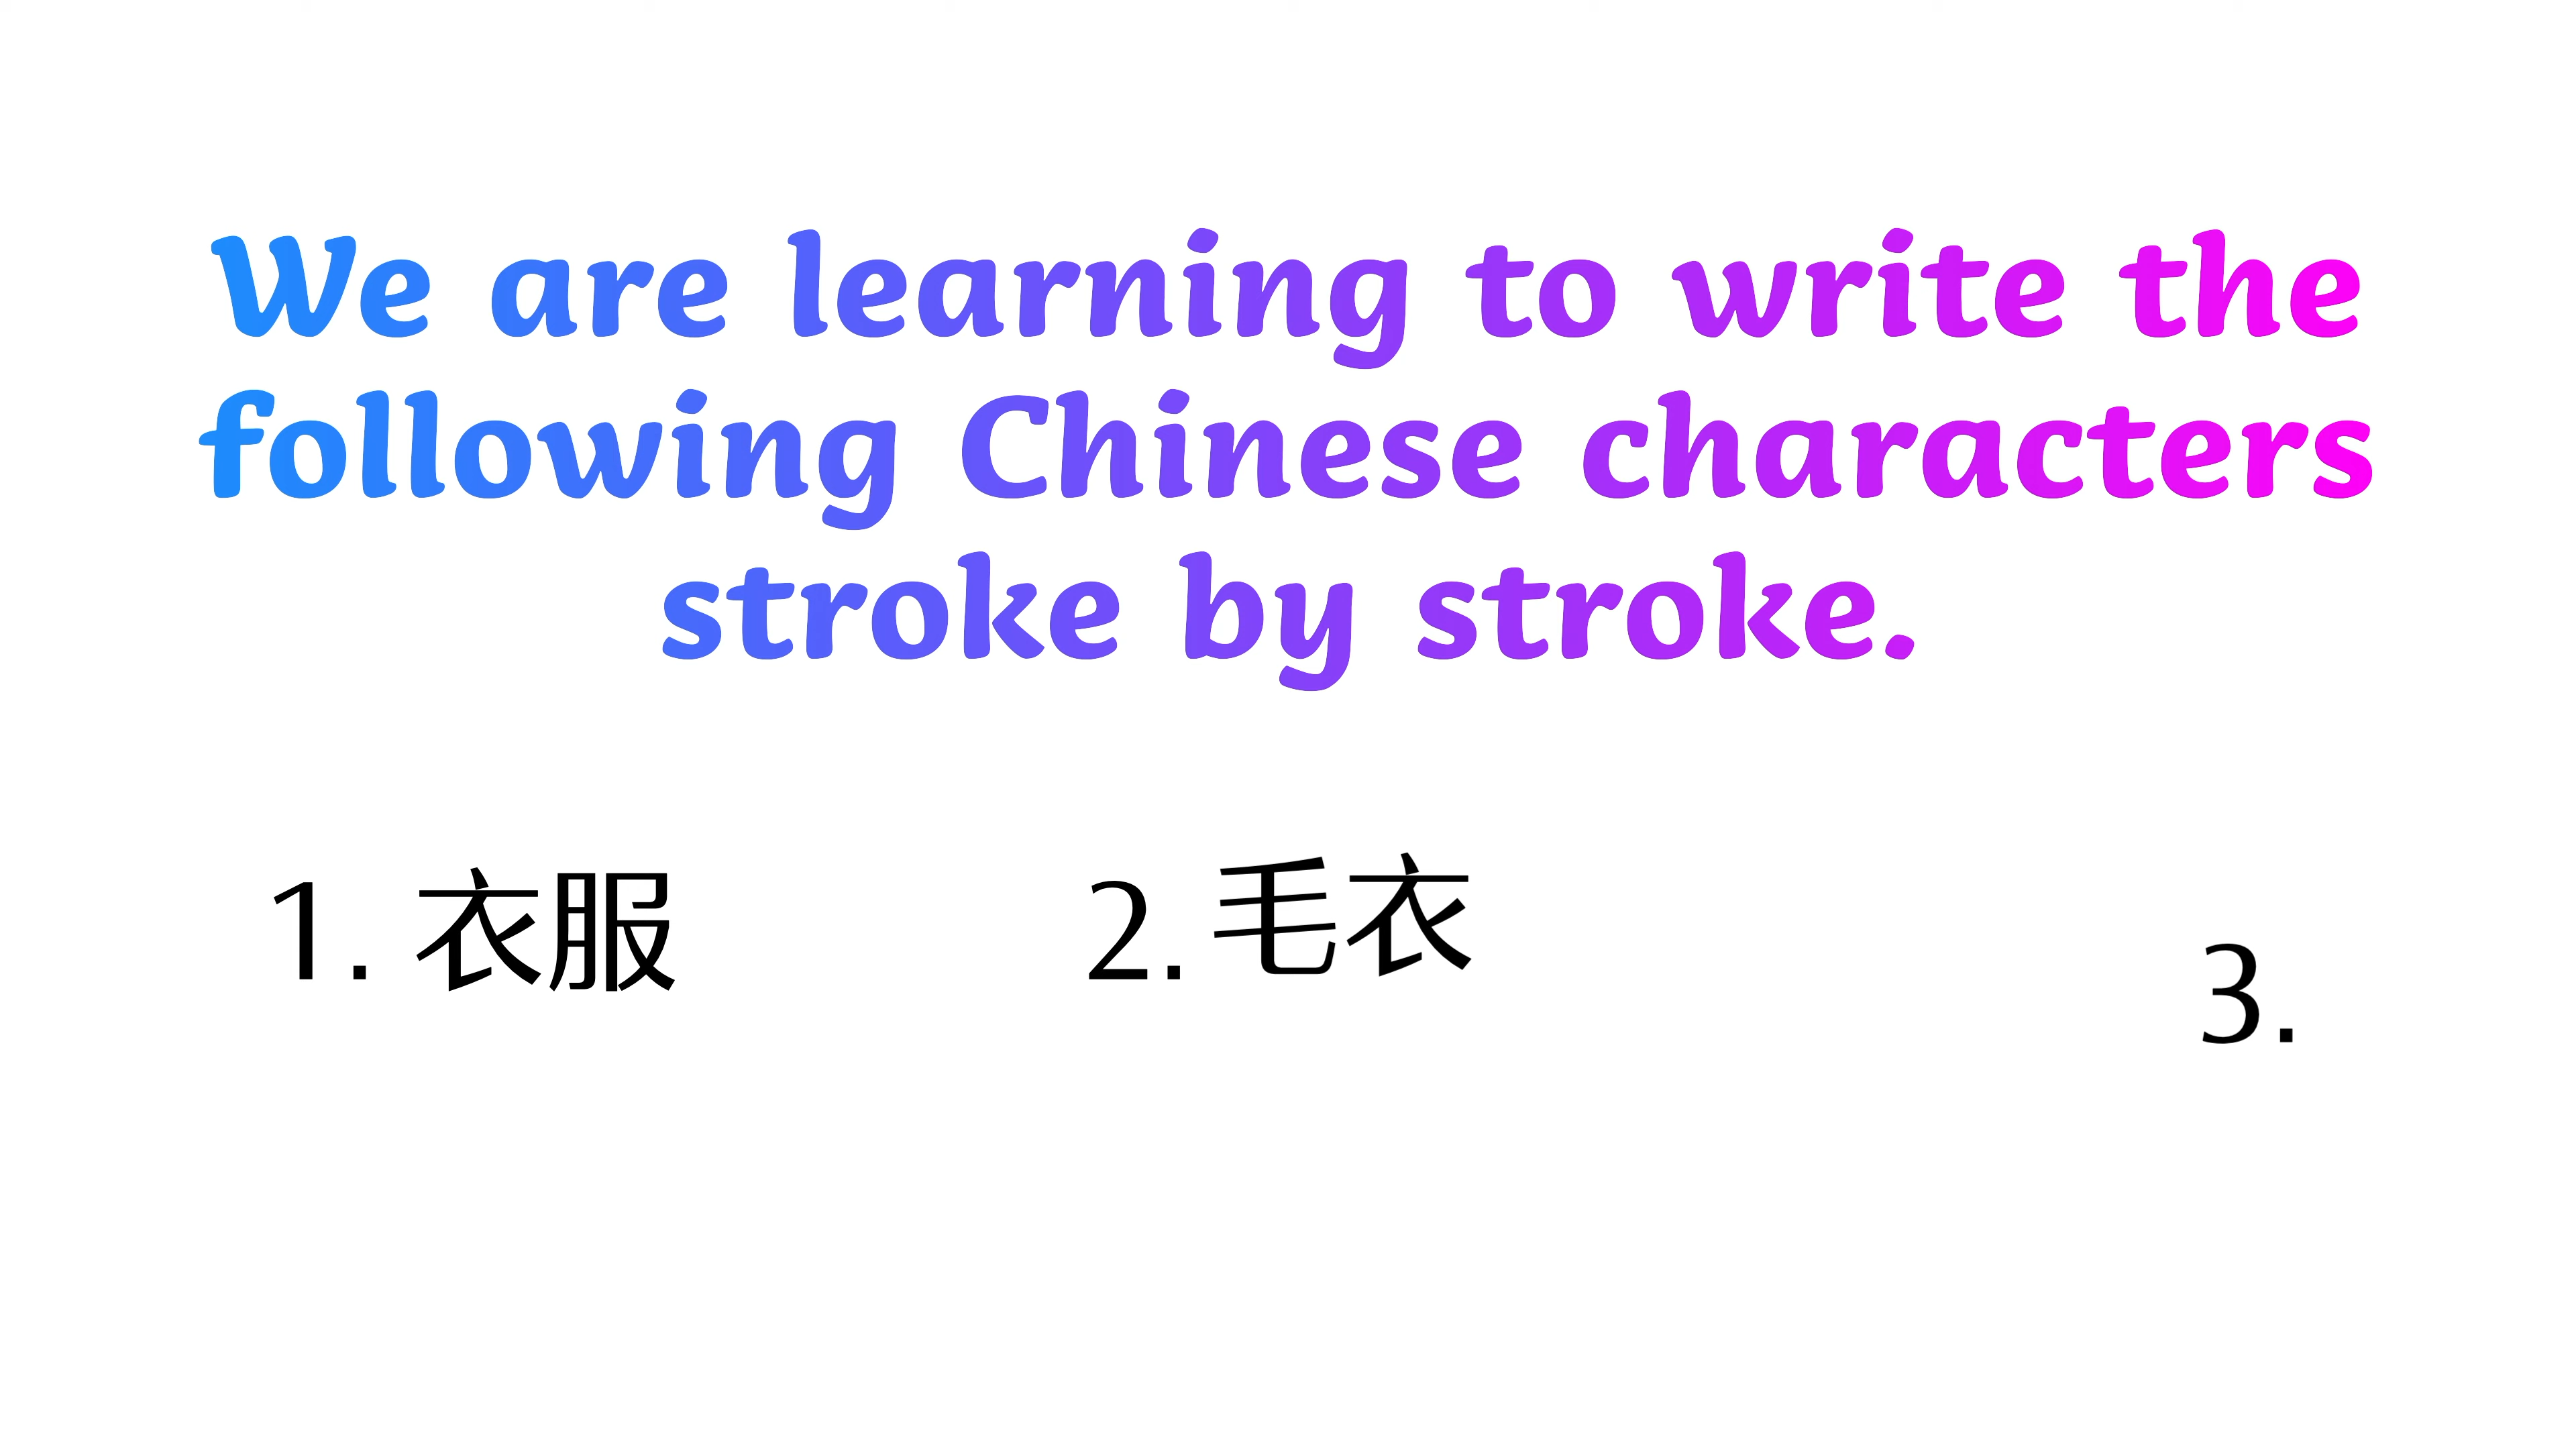 We are learning to write the
following Chinese characters
stroke by stroke.
1. 衣服
2. 毛衣
3.